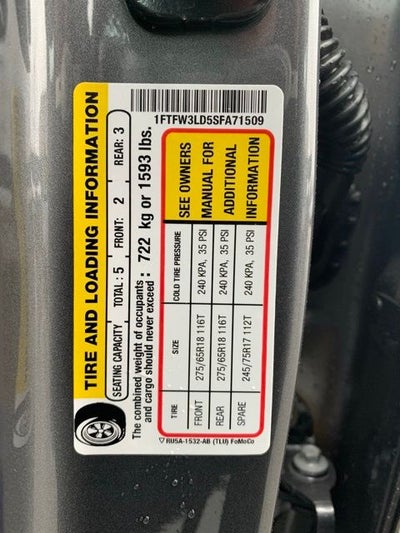 1FTFW3LD5SFA71509
TIRE AND LOADING INFORMATION
SEATING CAPACITY TOTAL : 5 FRONT: 2 REAR: 3
The combined weight of occupants
and cargo should never exceed : 722 kg or 1593 lbs.
TIRE SIZE COLD TIRE PRESSURE
FRONT 275/65R18 116T 240 KPA, 35 PSI
REAR 275/65R18 116T 240 KPA, 35 PSI
SPARE 245/75R17 112T 240 KPA, 35 PSI
SEE OWNERS
MANUAL FOR
ADDITIONAL
INFORMATION
RU5A-1532-AB (TLU) FoMoCo